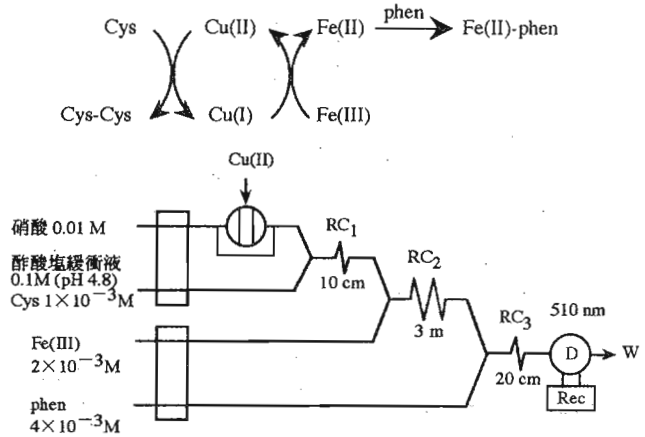 Cys Cu(II) Fe(II) phen Fe(II)-phen
Cys-Cys Cu(I) Fe(III)
Cu(II)
硝酸 0.01 M
RC1
10 cm
酢酸塩緩衝液
0.1M (pH 4.8)
Cys 1×10⁻³M
RC2
3 m
Fe(III)
2×10⁻³M
RC3
20 cm
510 nm
D
W
Rec
phen
4×10⁻³M